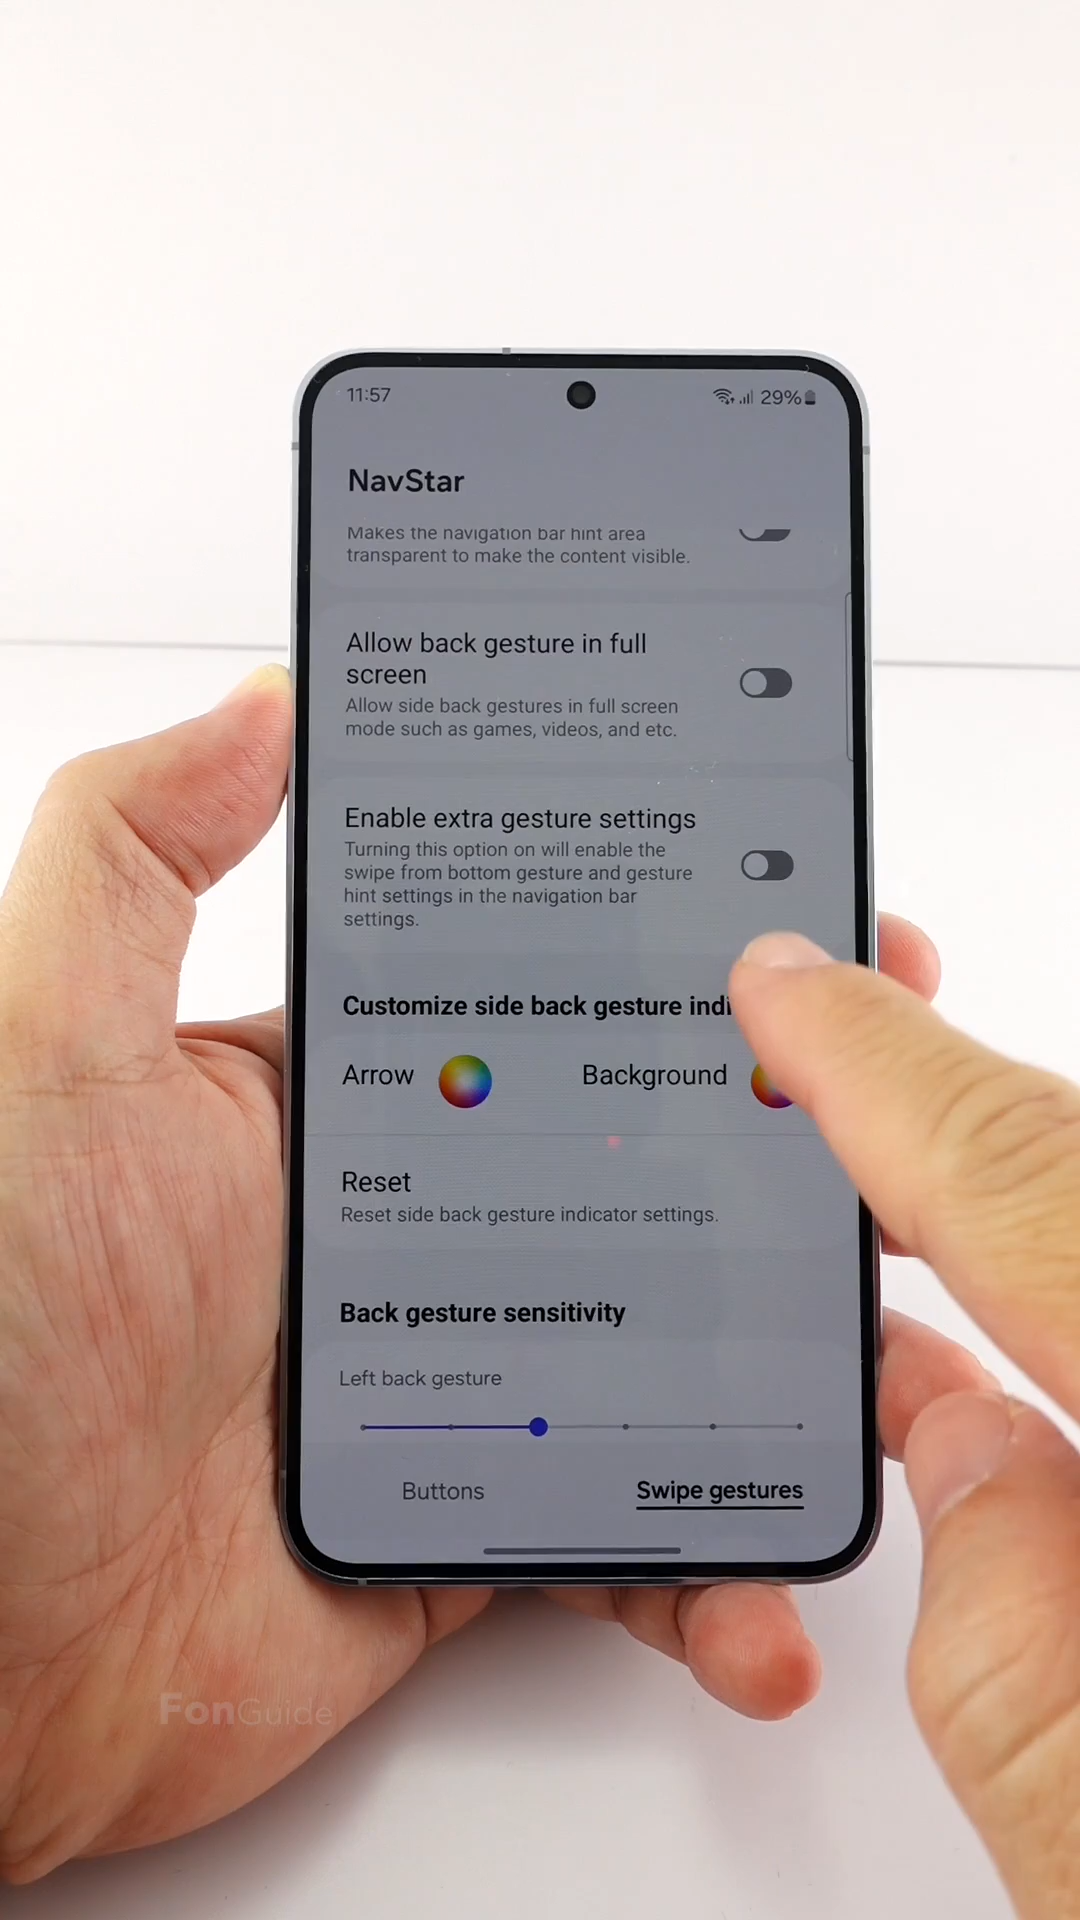 11:57
29%
NavStar
Makes the navigation bar hint area
transparent to make the content visible.
Allow back gesture in full
screen
Allow side back gestures in full screen
mode such as games, videos, and etc.
Enable extra gesture settings
Turning this option on will enable the
swipe from bottom gesture and gesture
hint settings in the navigation bar
settings.
Customize side back gesture
Arrow
Background
Reset
Reset side back gesture indicator settings.
Back gesture sensitivity
Left back gesture
Buttons
Swipe gestures
FonGuide